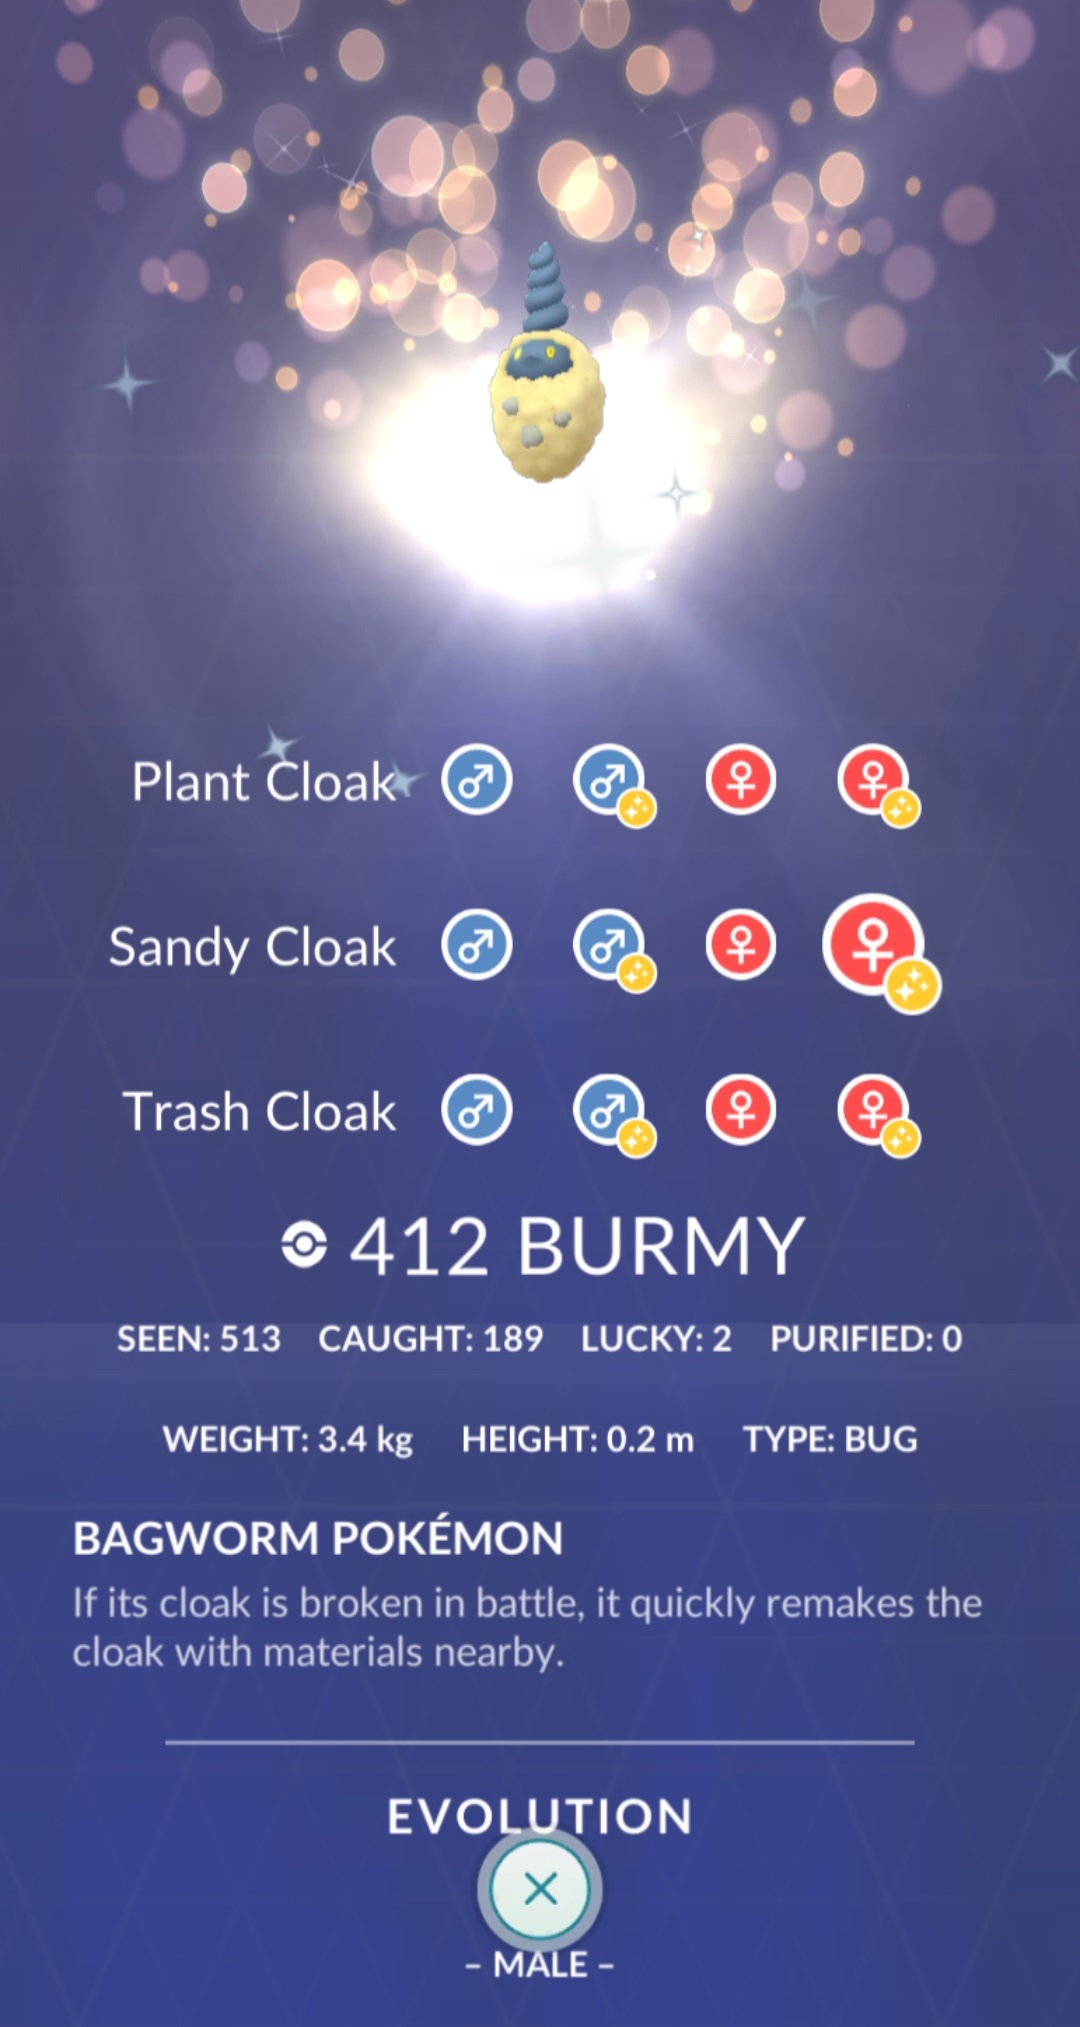 Plant Cloak
Sandy Cloak
Trash Cloak
412 BURMY
SEEN: 513 CAUGHT: 189 LUCKY: 2 PURIFIED: 0
WEIGHT: 3.4 kg HEIGHT: 0.2 m TYPE: BUG
BAGWORM POKÉMON
If its cloak is broken in battle, it quickly remakes the
cloak with materials nearby.
EVOLUTION
– MALE –